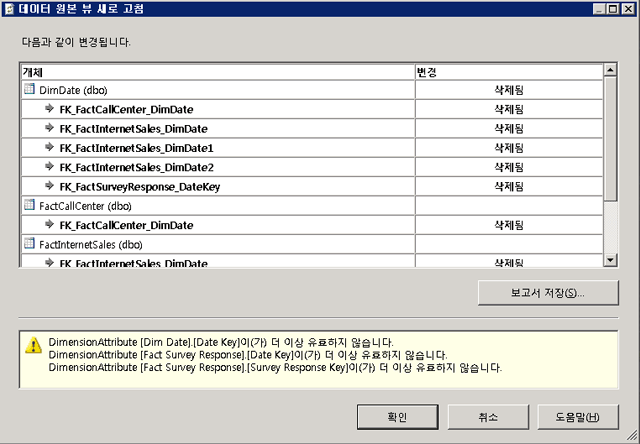 데이터 원본 뷰 새로 고침
다음과 같이 변경됩니다.
개체 변경
DimDate (dbo) 삭제됨
FK_FactCallCenter_DimDate 삭제됨
FK_FactInternetSales_DimDate 삭제됨
FK_FactInternetSales_DimDate1 삭제됨
FK_FactInternetSales_DimDate2 삭제됨
FK_FactSurveyResponse_DateKey 삭제됨
FactCallCenter (dbo)
FK_FactCallCenter_DimDate 삭제됨
FactInternetSales (dbo)
FK_FactInternetSales_DimDate 삭제됨
보고서 저장(S)...
DimensionAttribute [Dim Date].[Date Key]이(가) 더 이상 유효하지 않습니다.
DimensionAttribute [Fact Survey Response].[Date Key]이(가) 더 이상 유효하지 않습니다.
DimensionAttribute [Fact Survey Response].[Survey Response Key]이(가) 더 이상 유효하지 않습니다.
확인 취소 도움말(H)